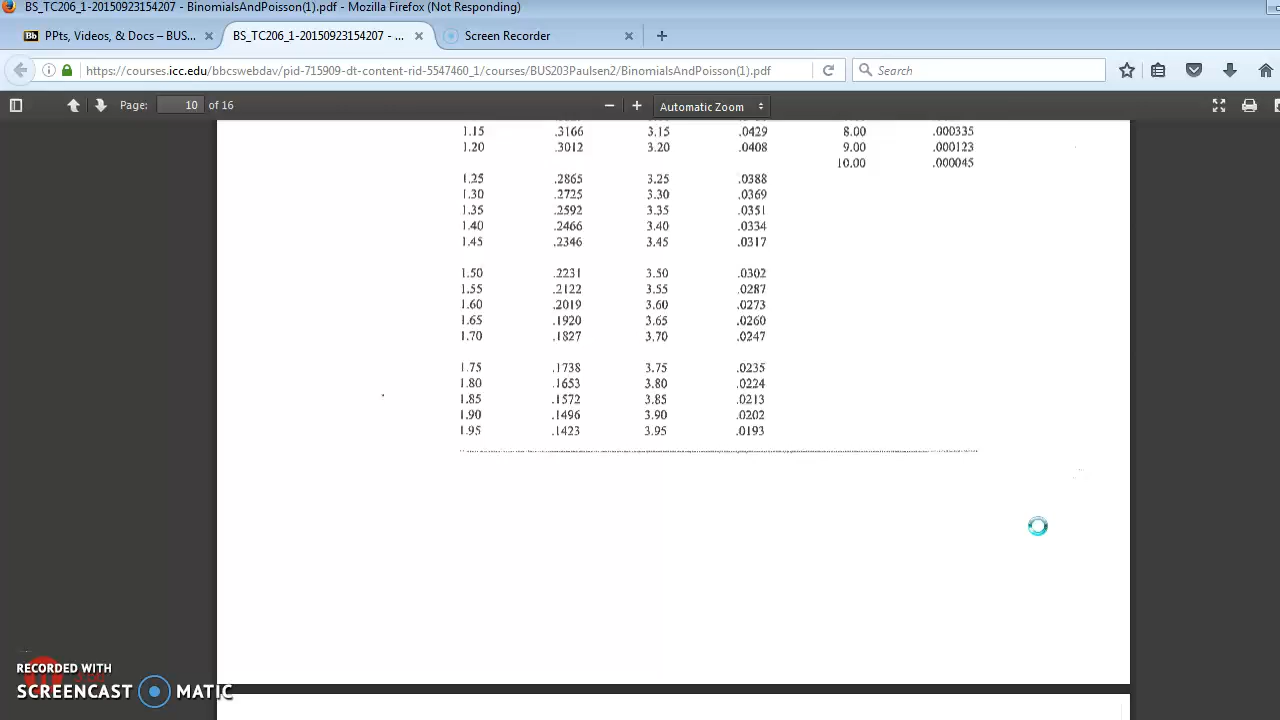 BS_TC206_1-20150923154207 - BinomialsAndPoisson(1).pdf - Mozilla Firefox (Not Responding)
Bb PPts, Videos, & Docs – BUS... × BS_TC206_1-20150923154207 - ... × Screen Recorder × +
https://courses.icc.edu/bbcswebdav/pid-715909-dt-content-rid-5547460_1/courses/BUS203Paulsen2/BinomialsAndPoisson(1).pdf Search
Page: 10 of 16 Automatic Zoom
1.15 .3166 3.15 .0429 8.00 .000335
1.20 .3012 3.20 .0408 9.00 .000123
10.00 .000045
1.25 .2865 3.25 .0388
1.30 .2725 3.30 .0369
1.35 .2592 3.35 .0351
1.40 .2466 3.40 .0334
1.45 .2346 3.45 .0317
1.50 .2231 3.50 .0302
1.55 .2122 3.55 .0287
1.60 .2019 3.60 .0273
1.65 .1920 3.65 .0260
1.70 .1827 3.70 .0247
1.75 .1738 3.75 .0235
1.80 .1653 3.80 .0224
1.85 .1572 3.85 .0213
1.90 .1496 3.90 .0202
1.95 .1423 3.95 .0193
RECORDED WITH
SCREENCAST MATIC